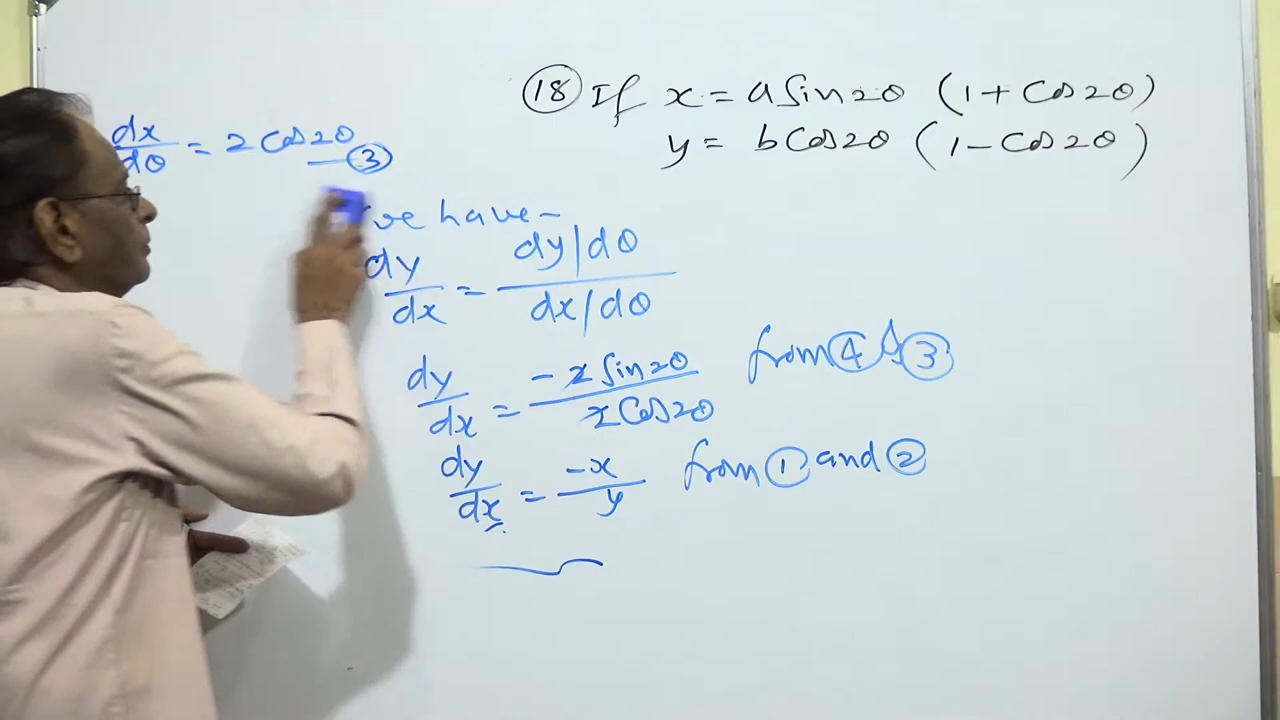 (18) If x = a Sin2θ (1 + Cos2θ)
y = b Cos2θ (1 - Cos2θ)
dx/dθ = 2 Cos2θ —(3)
we have -
dy/dx = (dy/dθ)/(dx/dθ)
dy/dx = (-2 Sin2θ)/(2 Cos2θ) from (4) & (3)
dy/dx = -x/y from (1) and (2)